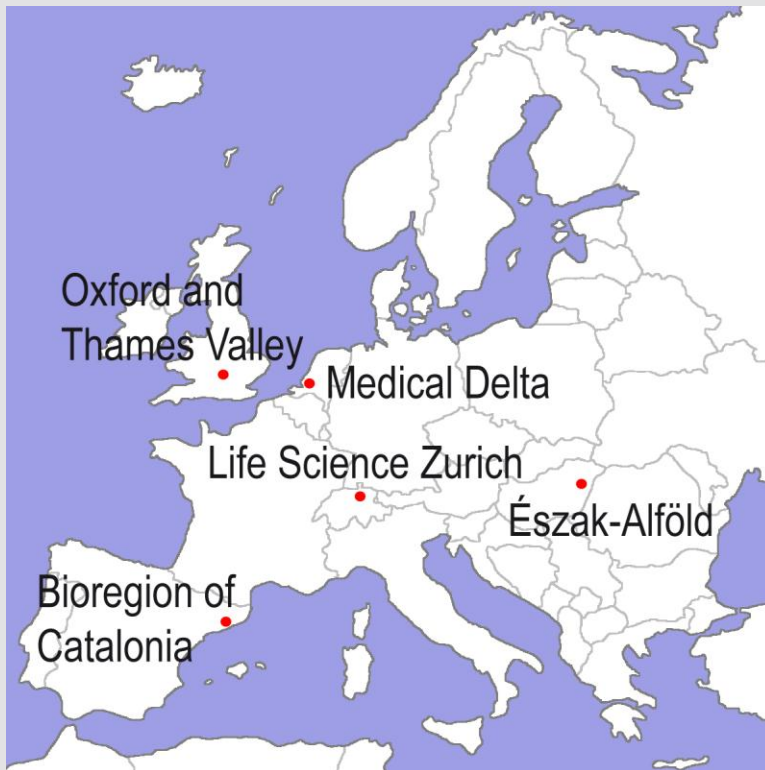 Oxford and
Thames Valley
Medical Delta
Life Science Zurich
Észak-Alföld
Bioregion of
Catalonia